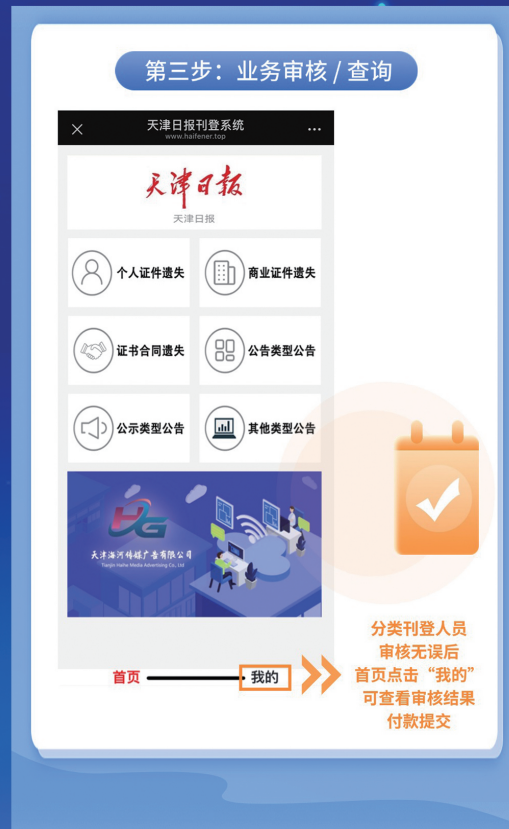 第三步：业务审核 / 查询
天津日报刊登系统
www.haifener.top
天津日报
天津日报
个人证件遗失
商业证件遗失
证书合同遗失
公告类型公告
公示类型公告
其他类型公告
HG
天津海河传媒广告有限公司
Tianjin Haihe Media Advertising Co., Ltd
首页
我的
分类刊登人员
审核无误后
首页点击“我的”
可查看审核结果
付款提交